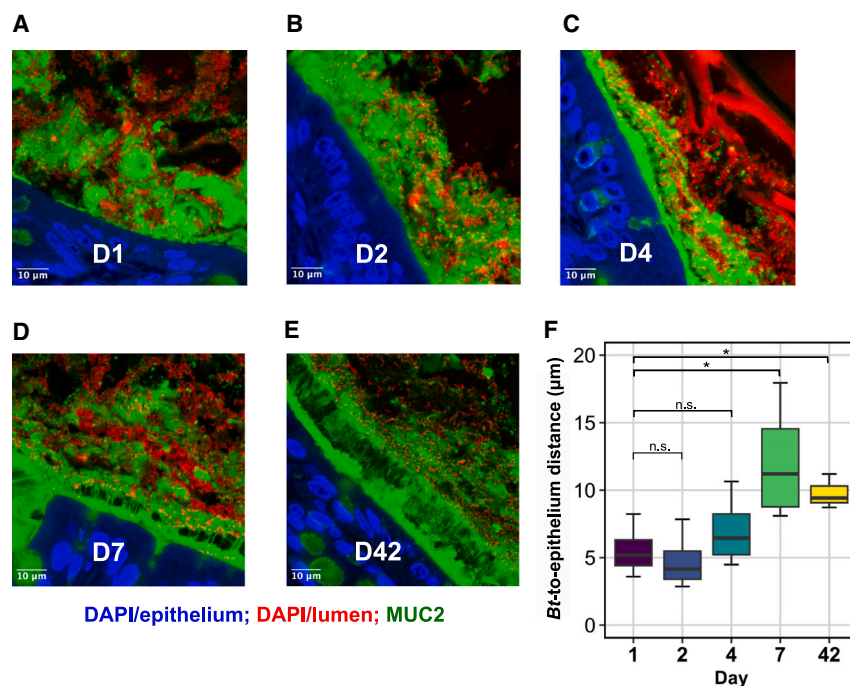 A
B
C
D1
10 µm
D2
10 µm
D4
10 µm
D
E
F
D7
10 µm
D42
10 µm
DAPI/epithelium; DAPI/lumen; MUC2
Bt-to-epithelium distance (µm)
20
15
10
5
0
*
*
n.s.
n.s.
1 2 4 7 42
Day